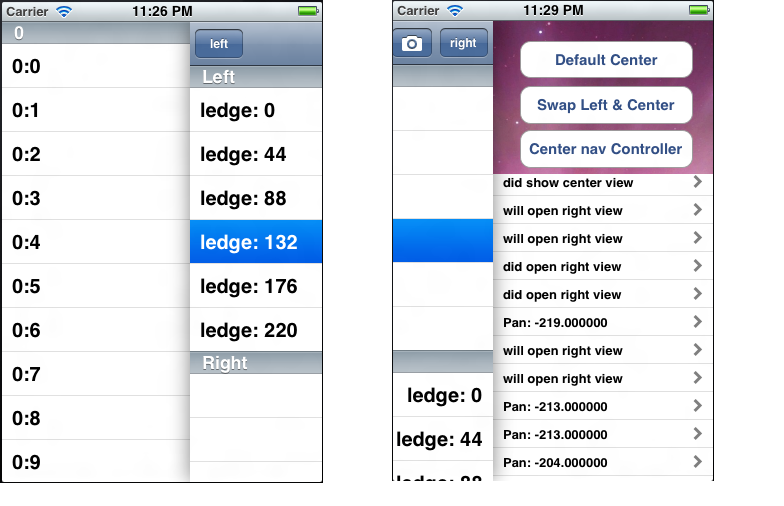 Carrier 11:26 PM
0
0:0
0:1
0:2
0:3
0:4
0:5
0:6
0:7
0:8
0:9
left
Left
ledge: 0
ledge: 44
ledge: 88
ledge: 132
ledge: 176
ledge: 220
Right
Carrier 11:29 PM
right
ledge: 0
ledge: 44
ledge: 88
Default Center
Swap Left & Center
Center nav Controller
did show center view
will open right view
will open right view
did open right view
did open right view
Pan: -219.000000
will open right view
will open right view
Pan: -213.000000
Pan: -213.000000
Pan: -204.000000